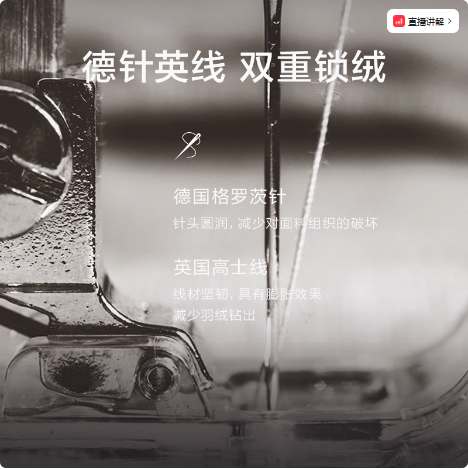 直播讲解
德针英线 双重锁绒
德国格罗茨针
针头圆润，减少对面料组织的破坏
英国高士线
线材坚韧，具有膨胀效果
减少羽绒钻出